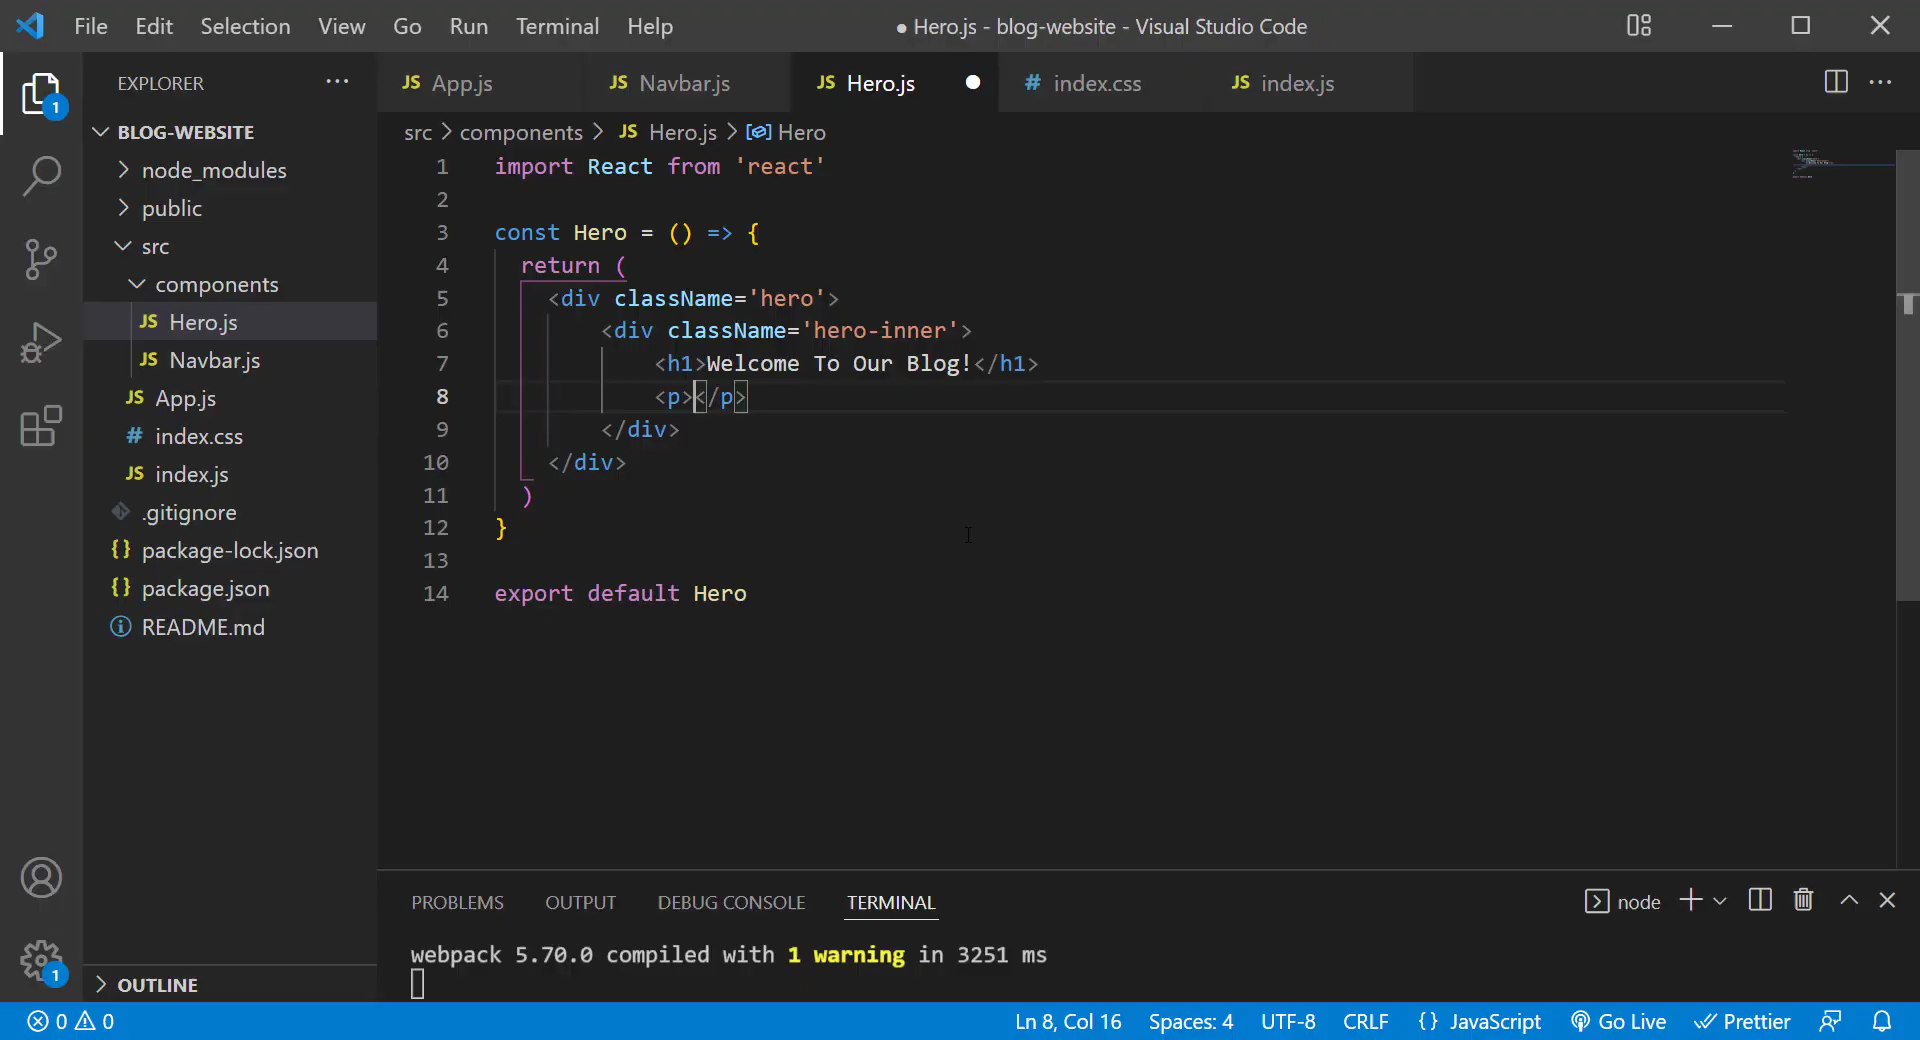 File Edit Selection View Go Run Terminal Help ● Hero.js - blog-website - Visual Studio Code
EXPLORER ··· JS App.js JS Navbar.js JS Hero.js ● # index.css JS index.js ···
1
BLOG-WEBSITE
src > components > JS Hero.js > Hero
node_modules
public
src
components
JS Hero.js
JS Navbar.js
JS App.js
# index.css
JS index.js
.gitignore
{} package-lock.json
{} package.json
README.md
1 import React from 'react'
2
3 const Hero = () => {
4 return (
5 <div className='hero'>
6 <div className='hero-inner'>
7 <h1>Welcome To Our Blog!</h1>
8 <p></p>
9 </div>
10 </div>
11 )
12 }
13
14 export default Hero
PROBLEMS OUTPUT DEBUG CONSOLE TERMINAL node
webpack 5.70.0 compiled with 1 warning in 3251 ms
1
OUTLINE
0 0 Ln 8, Col 16 Spaces: 4 UTF-8 CRLF {} JavaScript Go Live Prettier